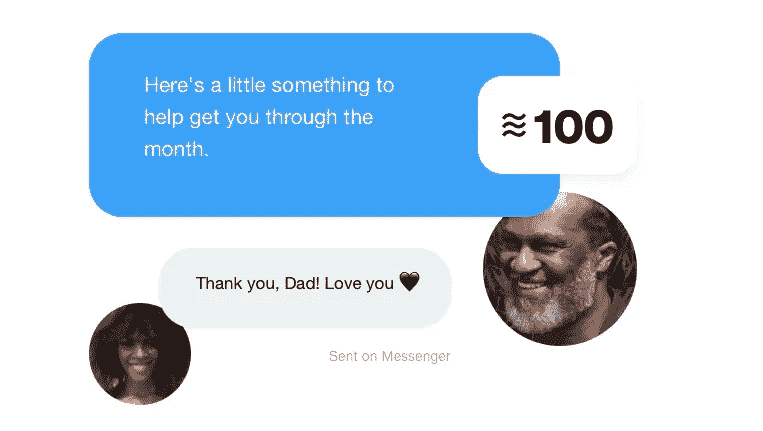 Here's a little something to
help get you through the
month.
≋100
Thank you, Dad! Love you 🖤
Sent on Messenger